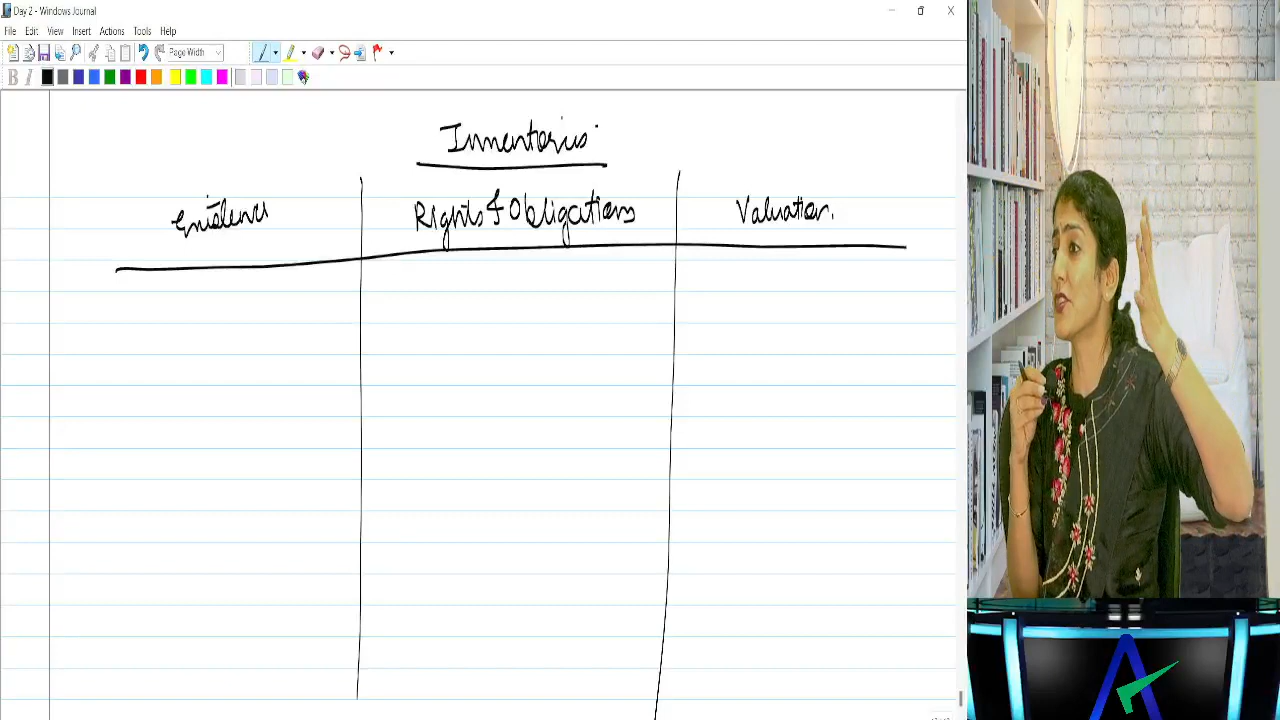 Day 2 - Windows Journal
File Edit View Insert Actions Tools Help
Page Width
B I
Inventories
Existence Rights & Obligations Valuation.